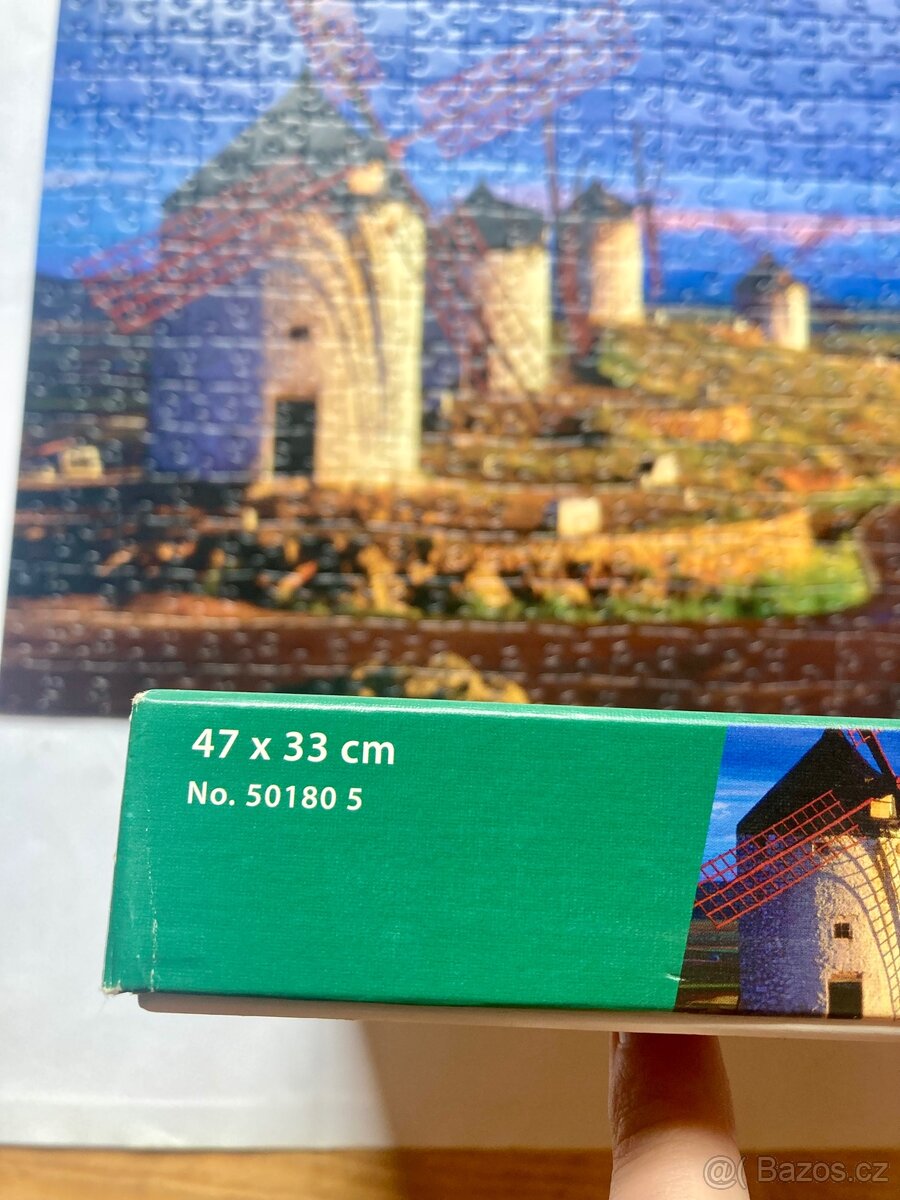 47 x 33 cm
No. 50180 5
@( Bazos.cz